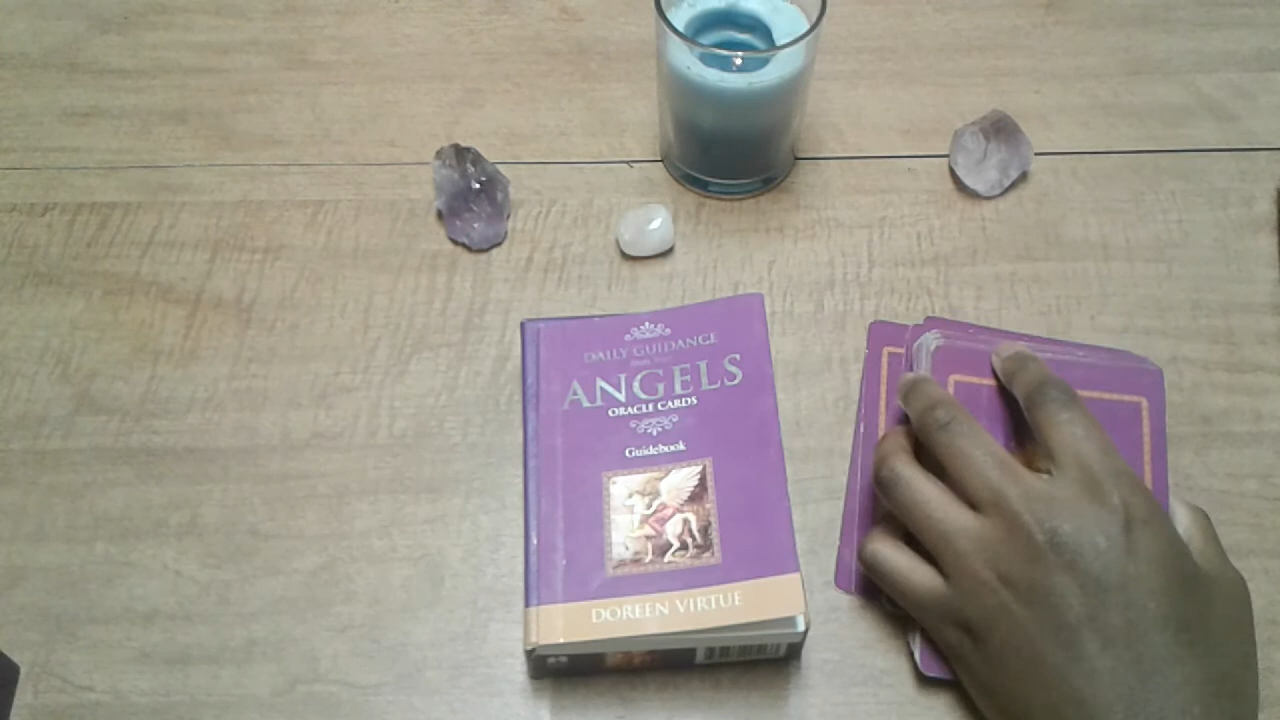 DAILY GUIDANCE
ANGELS
ORACLE CARDS
Guidebook
DOREEN VIRTUE